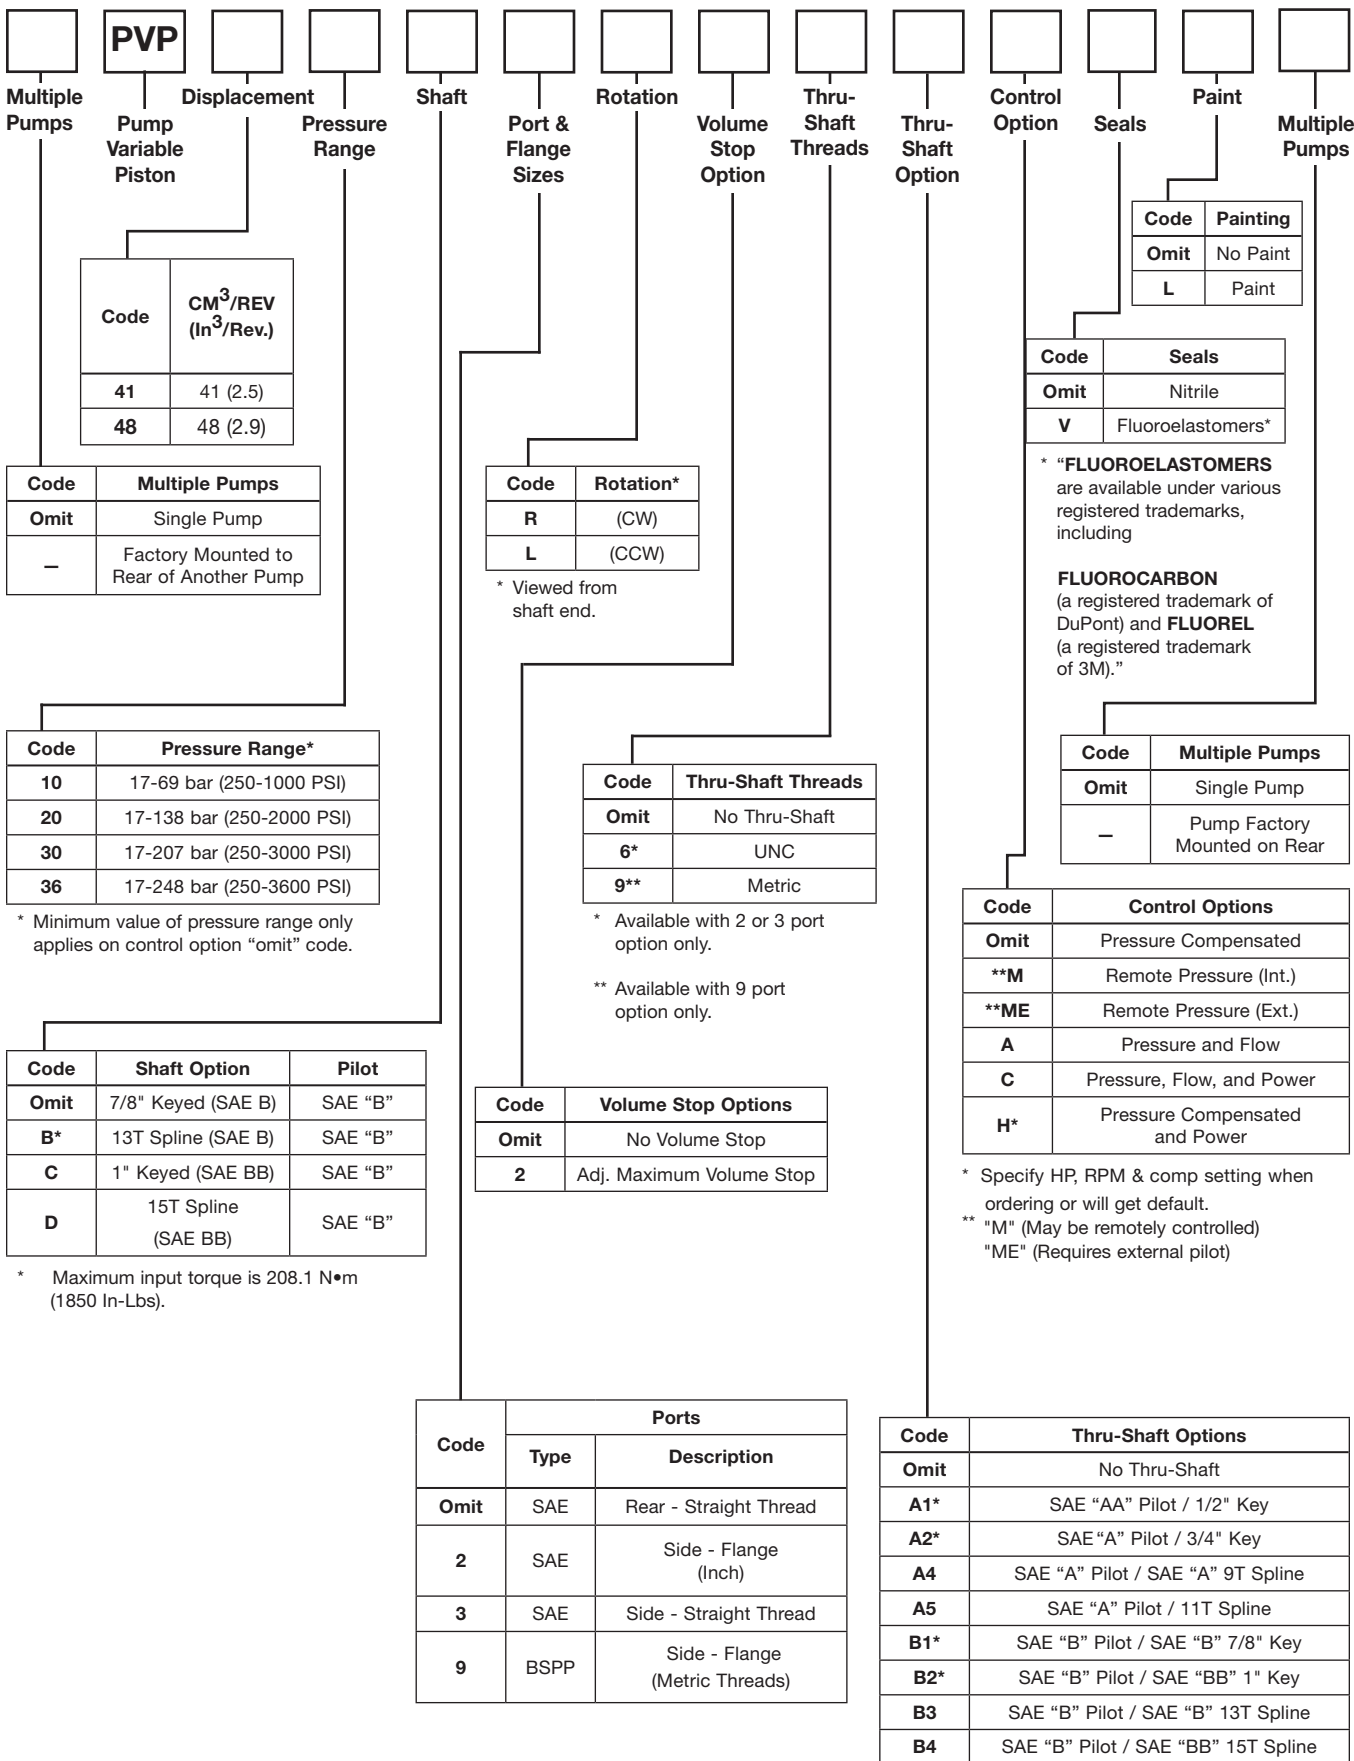 PVP
Multiple
Pumps
Pump
Variable
Piston
Displacement
Pressure
Range
Shaft
Port &
Flange
Sizes
Rotation
Volume
Stop
Option
Thru-
Shaft
Threads
Thru-
Shaft
Option
Control
Option
Seals
Paint
Multiple
Pumps
Code Painting
Omit No Paint
L Paint
Code CM3/REV
(In3/Rev.)
41 41 (2.5)
48 48 (2.9)
Code Seals
Omit Nitrile
V Fluoroelastomers*
* “FLUOROELASTOMERS
are available under various
registered trademarks,
including
FLUOROCARBON
(a registered trademark of
DuPont) and FLUOREL
(a registered trademark
of 3M).”
Code Multiple Pumps
Omit Single Pump
– Factory Mounted to
Rear of Another Pump
Code Rotation*
R (CW)
L (CCW)
* Viewed from
shaft end.
Code Pressure Range*
10 17-69 bar (250-1000 PSI)
20 17-138 bar (250-2000 PSI)
30 17-207 bar (250-3000 PSI)
36 17-248 bar (250-3600 PSI)
* Minimum value of pressure range only
applies on control option “omit” code.
Code Thru-Shaft Threads
Omit No Thru-Shaft
6* UNC
9** Metric
* Available with 2 or 3 port
option only.
** Available with 9 port
option only.
Code Multiple Pumps
Omit Single Pump
– Pump Factory
Mounted on Rear
Code Control Options
Omit Pressure Compensated
**M Remote Pressure (Int.)
**ME Remote Pressure (Ext.)
A Pressure and Flow
C Pressure, Flow, and Power
H* Pressure Compensated
and Power
* Specify HP, RPM & comp setting when
ordering or will get default.
** "M" (May be remotely controlled)
"ME" (Requires external pilot)
Code Shaft Option Pilot
Omit 7/8" Keyed (SAE B) SAE “B”
B* 13T Spline (SAE B) SAE “B”
C 1" Keyed (SAE BB) SAE “B”
D 15T Spline
(SAE BB) SAE “B”
* Maximum input torque is 208.1 N•m
(1850 In-Lbs).
Code Volume Stop Options
Omit No Volume Stop
2 Adj. Maximum Volume Stop
Code Ports
Type Description
Omit SAE Rear - Straight Thread
2 SAE Side - Flange
(Inch)
3 SAE Side - Straight Thread
9 BSPP Side - Flange
(Metric Threads)
Code Thru-Shaft Options
Omit No Thru-Shaft
A1* SAE “AA” Pilot / 1/2" Key
A2* SAE “A” Pilot / 3/4" Key
A4 SAE “A” Pilot / SAE “A” 9T Spline
A5 SAE “A” Pilot / 11T Spline
B1* SAE “B” Pilot / SAE “B” 7/8" Key
B2* SAE “B” Pilot / SAE “BB” 1" Key
B3 SAE “B” Pilot / SAE “B” 13T Spline
B4 SAE “B” Pilot / SAE “BB” 15T Spline